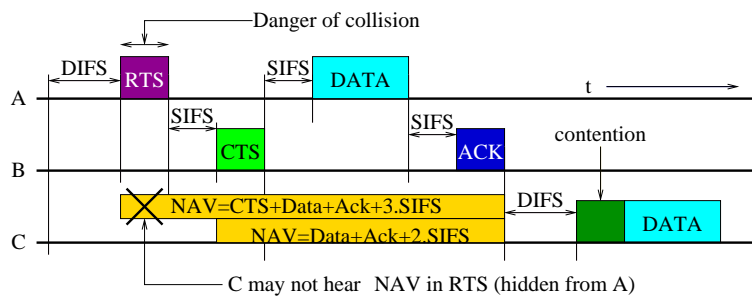 Danger of collision
DIFS
RTS
SIFS
DATA
t
A
SIFS
CTS
SIFS
ACK
contention
B
NAV=CTS+Data+Ack+3.SIFS
DIFS
DATA
NAV=Data+Ack+2.SIFS
C
C may not hear NAV in RTS (hidden from A)